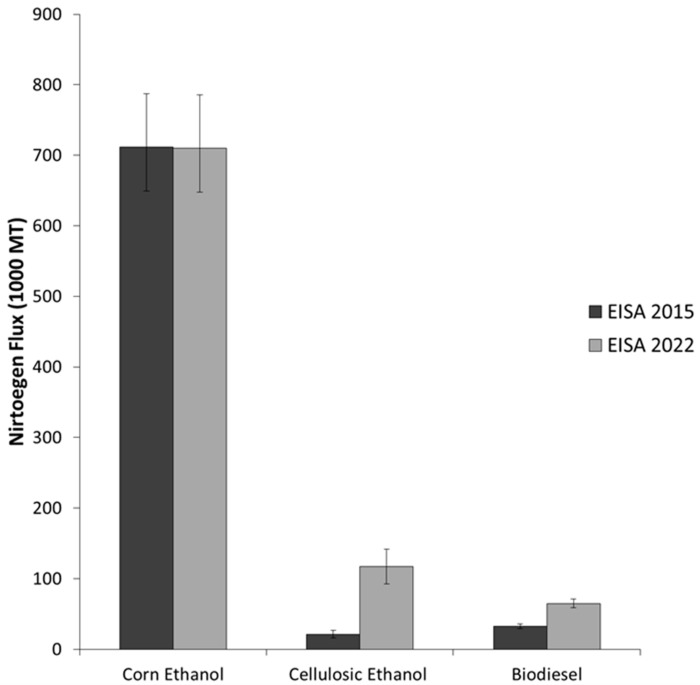 900
800
700
600
500
400
300
200
100
0
Nirtoegen Flux (1000 MT)
EISA 2015
EISA 2022
Corn Ethanol
Cellulosic Ethanol
Biodiesel